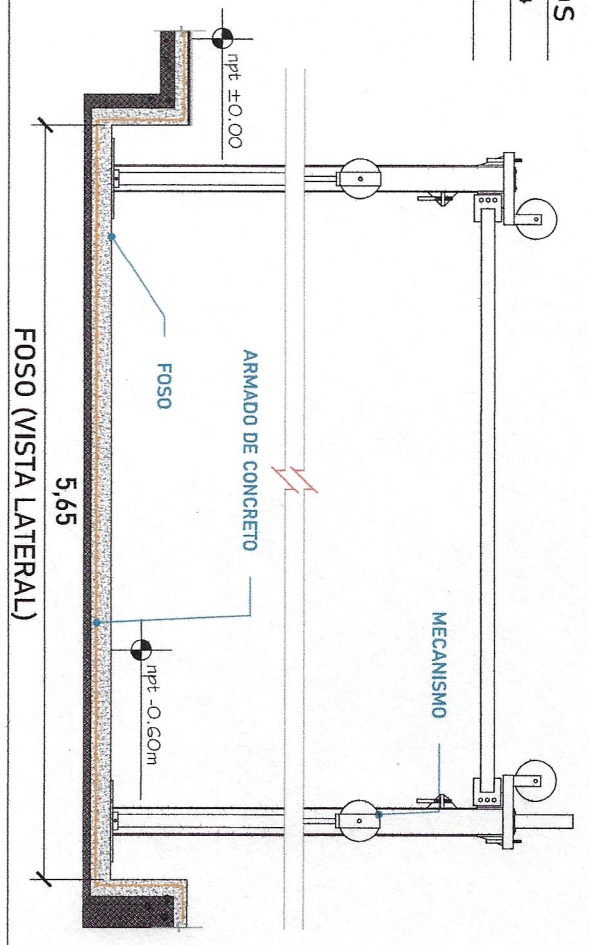 npt ±0.00
MECANISMO
ARMADO DE CONCRETO
FOSO
npt -0.60m
5,65
FOSO (VISTA LATERAL)